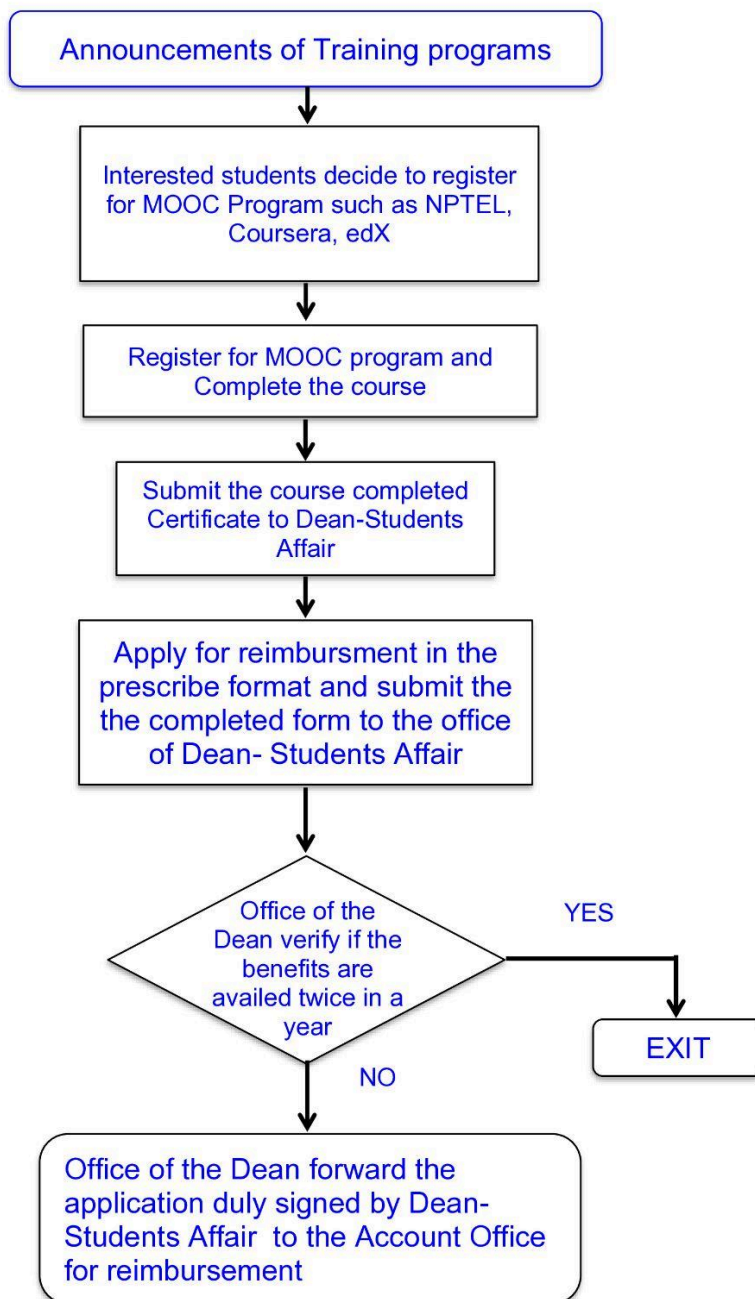 Announcements of Training programs
Interested students decide to register
for MOOC Program such as NPTEL,
Coursera, edX
Register for MOOC program and
Complete the course
Submit the course completed
Certificate to Dean-Students
Affair
Apply for reimbursment in the
prescribe format and submit the
the completed form to the office
of Dean- Students Affair
Office of the
Dean verify if the
benefits are
availed twice in a
year
YES
EXIT
NO
Office of the Dean forward the
application duly signed by Dean-
Students Affair to the Account Office
for reimbursement